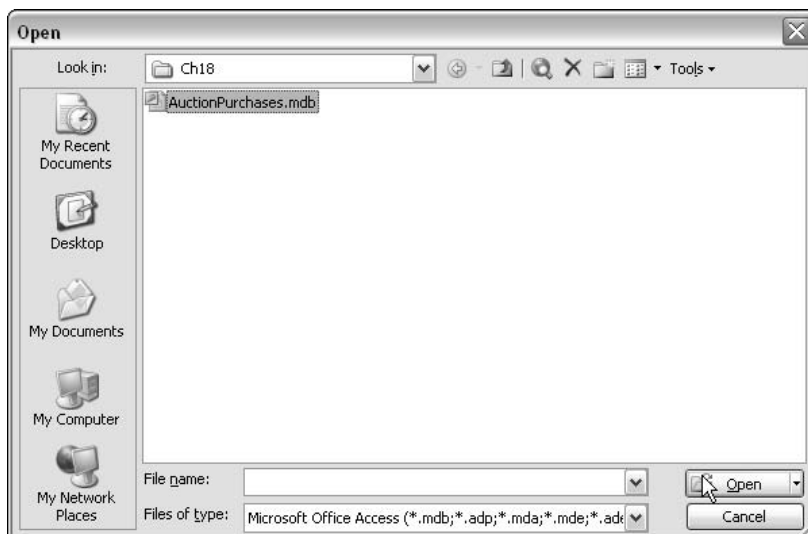 Open
Look in:
Ch18
Tools
AuctionPurchases.mdb
My Recent
Documents
Desktop
My Documents
My Computer
My Network
Places
File name:
Open
Files of type:
Microsoft Office Access (*.mdb;*.adp;*.mda;*.mde;*.ade
Cancel